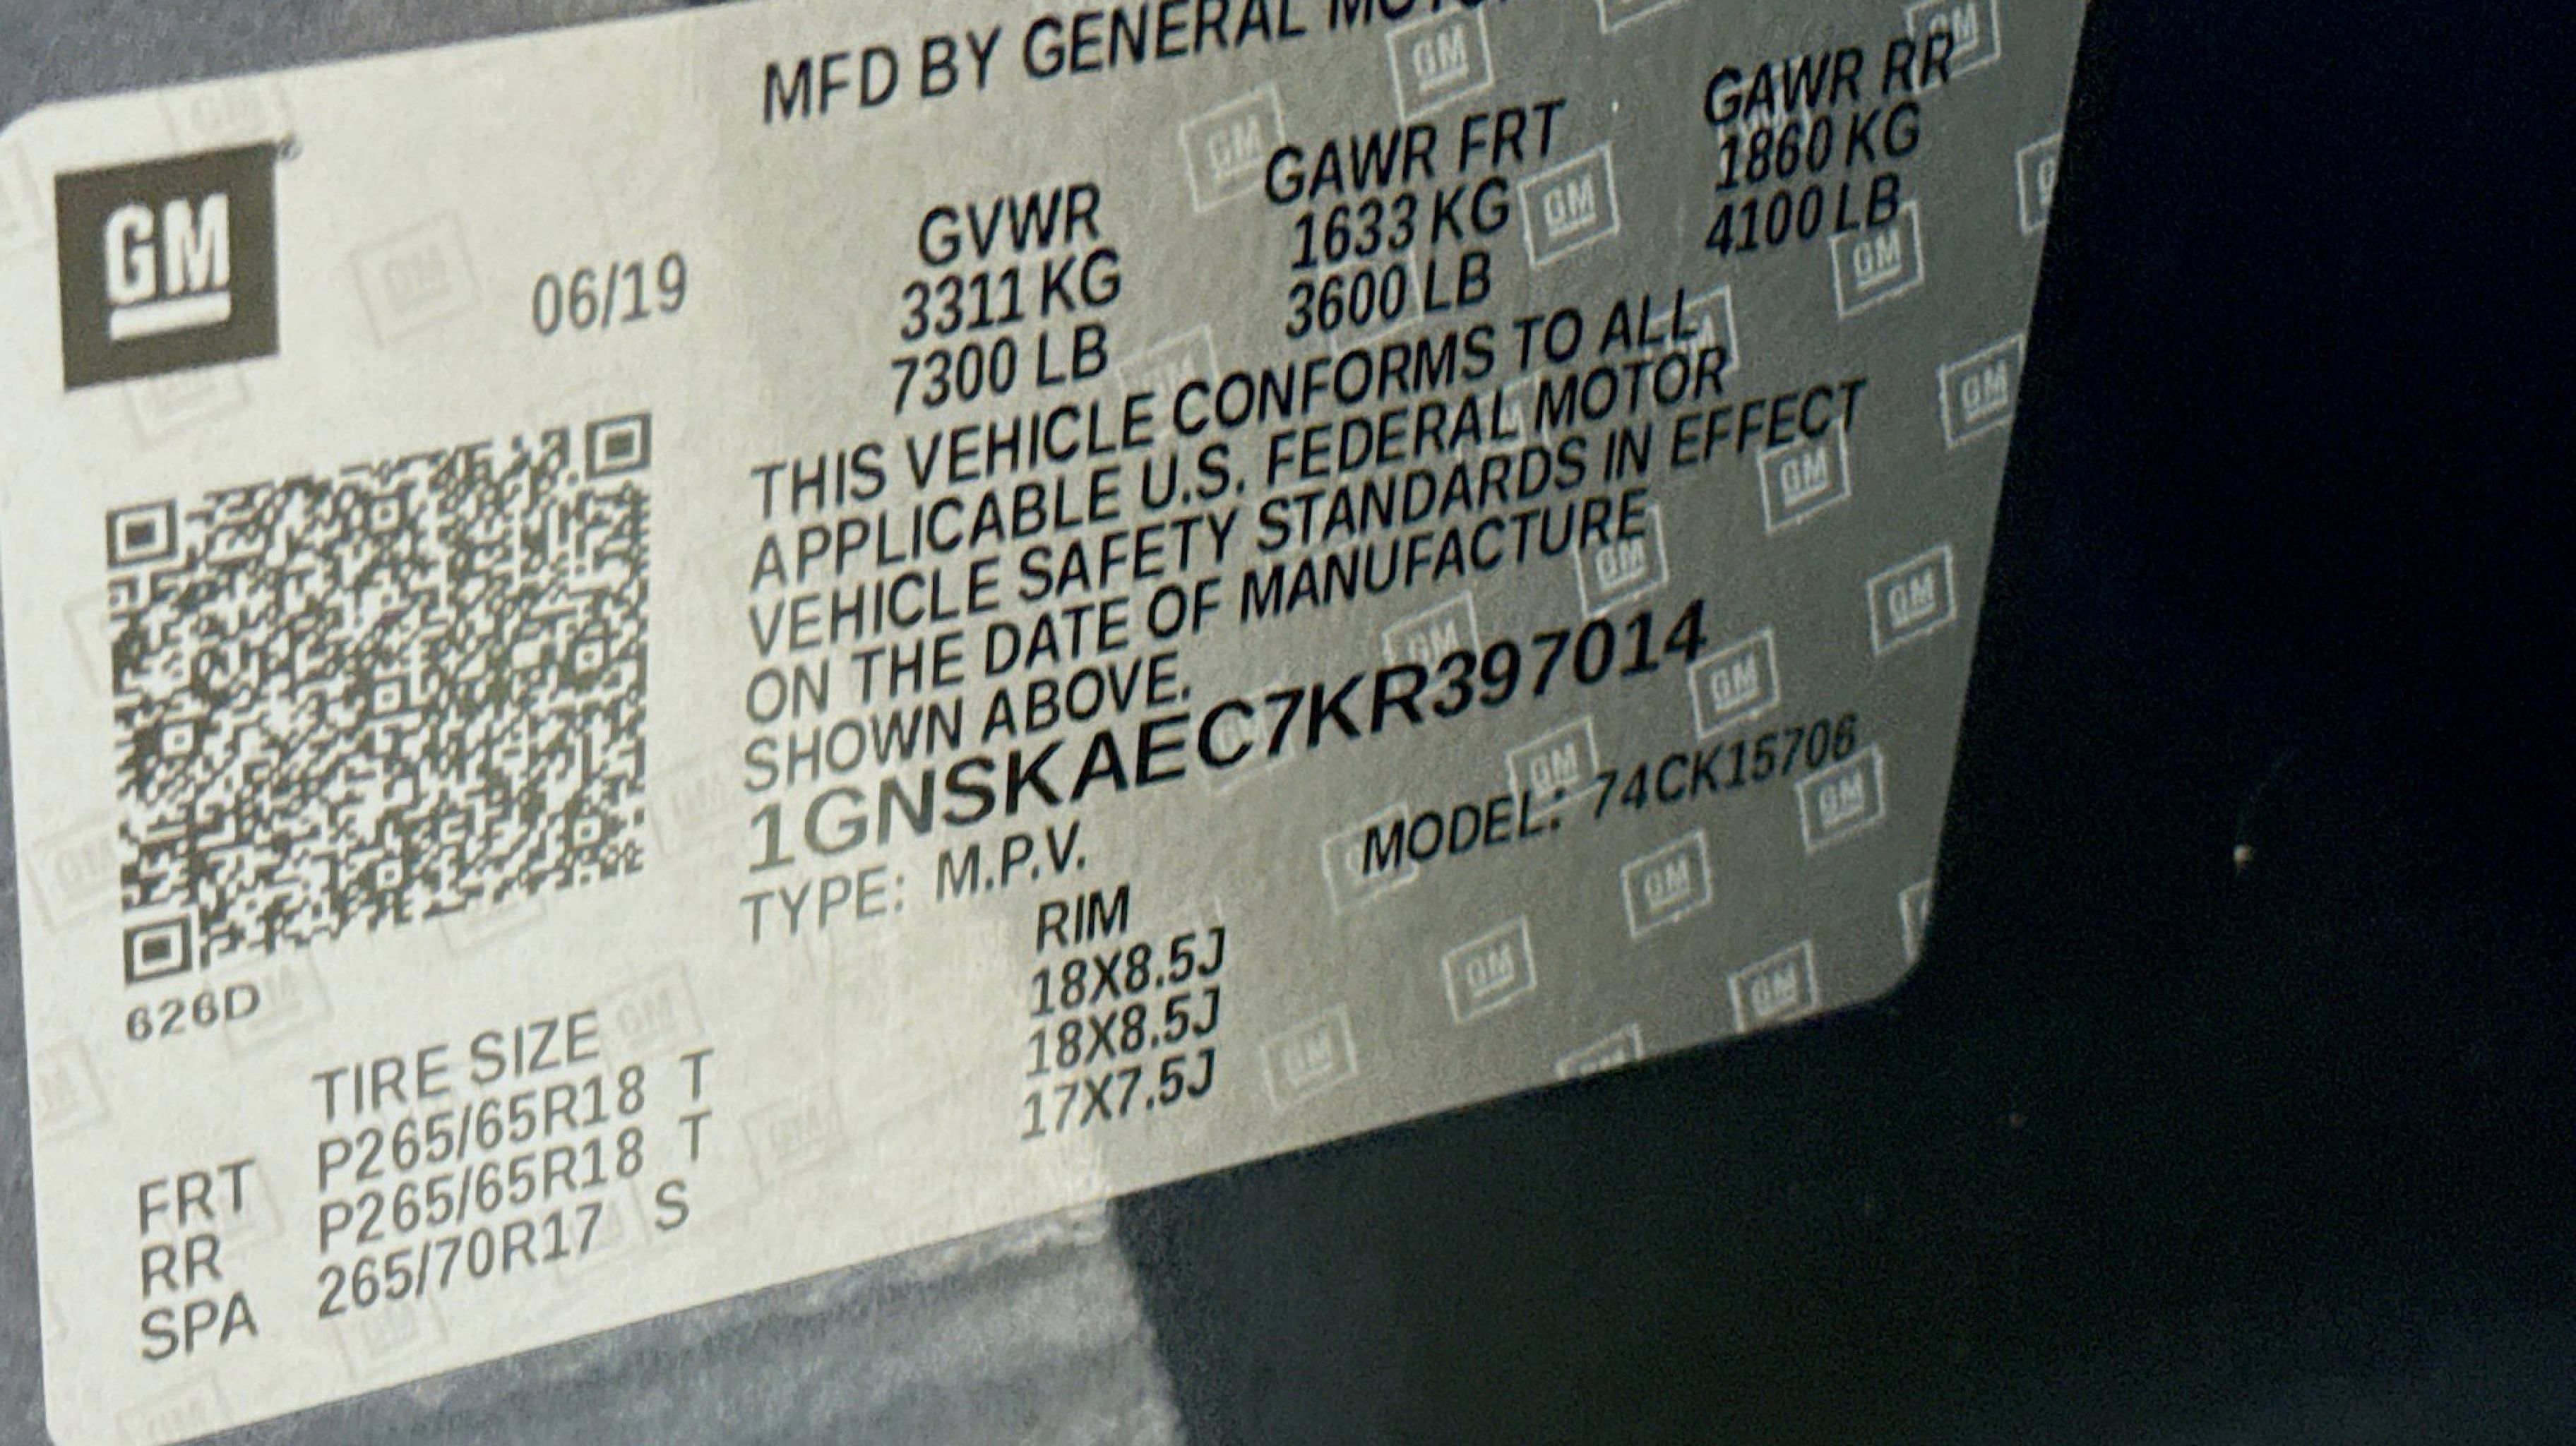 MFD BY GENERAL
GM
06/19
GVWR GAWR FRT GAWR RR
3311 KG 1633 KG 1860 KG
7300 LB 3600 LB 4100 LB
THIS VEHICLE CONFORMS TO ALL
APPLICABLE U.S. FEDERAL MOTOR
VEHICLE SAFETY STANDARDS IN EFFECT
ON THE DATE OF MANUFACTURE
SHOWN ABOVE.
1GNSKAEC7KR397014
TYPE: M.P.V. MODEL: 74CK15706
626D
TIRE SIZE RIM
FRT P265/65R18 T 18X8.5J
RR P265/65R18 T 18X8.5J
SPA 265/70R17 S 17X7.5J